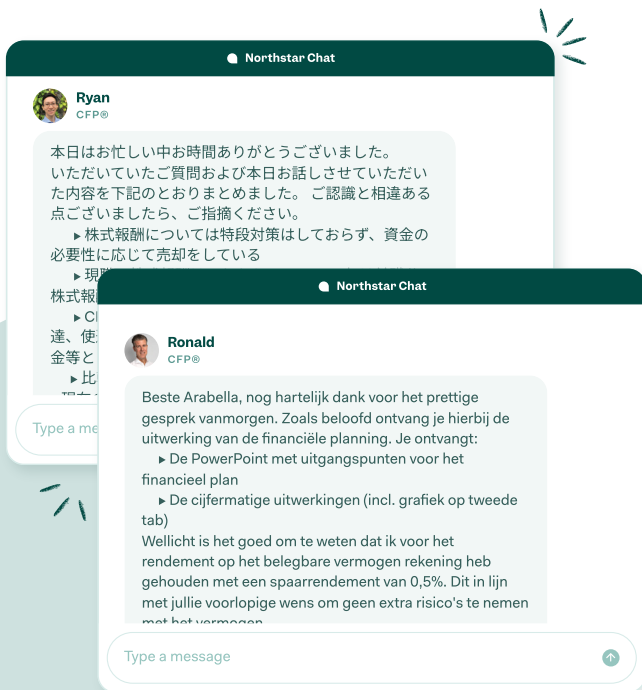 Northstar Chat
Ryan
CFP®
本日はお忙しい中お時間ありがとうございました。
いただいていたご質問および本日お話しさせていただい
た内容を下記のとおりまとめました。 ご認識と相違ある
点ございましたら、ご指摘ください。
▸ 株式報酬については特段対策はしておらず、資金の
必要性に応じて売却をしている
▸ 現
株式報
▸
達、使
金等と
▸ 比
Type a me
Northstar Chat
Ronald
CFP®
Beste Arabella, nog hartelijk dank voor het prettige
gesprek vanmorgen. Zoals beloofd ontvang je hierbij de
uitwerking van de financiële planning. Je ontvangt:
▸ De PowerPoint met uitgangspunten voor het
financieel plan
▸ De cijfermatige uitwerkingen (incl. grafiek op tweede
tab)
Wellicht is het goed om te weten dat ik voor het
rendement op het belegbare vermogen rekening heb
gehouden met een spaarrendement van 0,5%. Dit in lijn
met jullie voorlopige wens om geen extra risico's te nemen
met het vermogen
Type a message